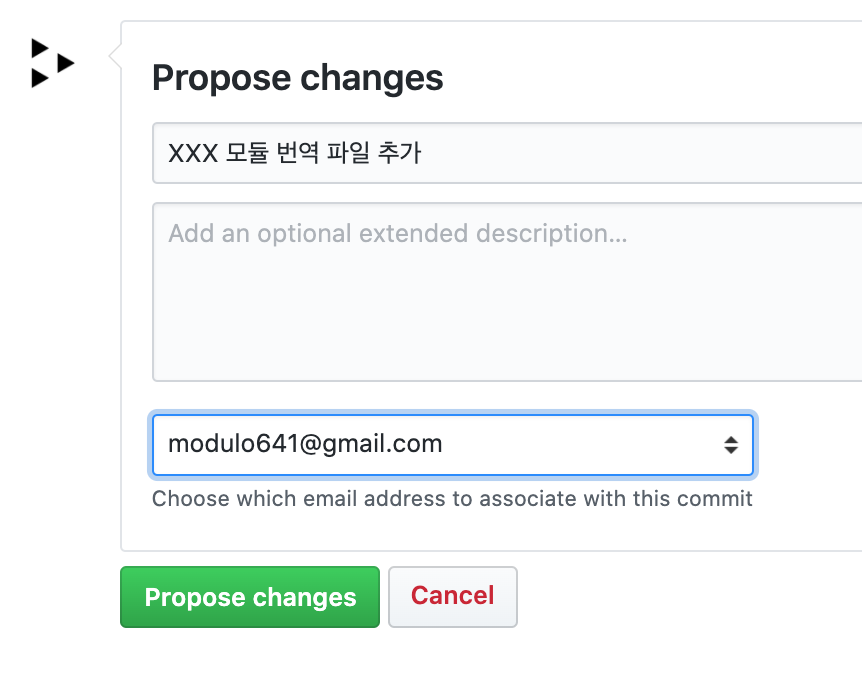 Propose changes
XXX 모듈 번역 파일 추가
Add an optional extended description...
modulo641@gmail.com
Choose which email address to associate with this commit
Propose changes
Cancel